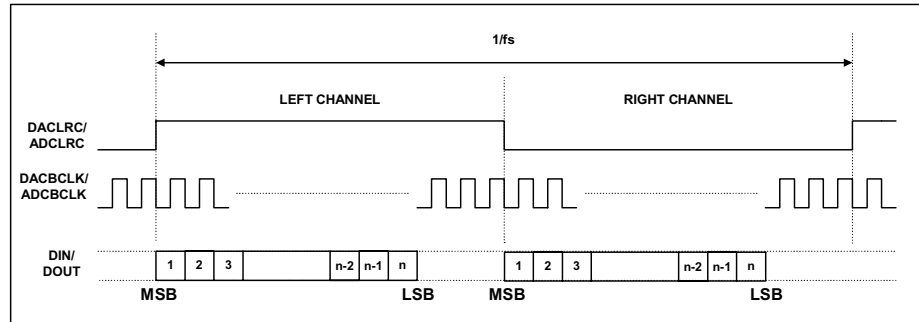 1/fs
LEFT CHANNEL
RIGHT CHANNEL
DACLRC/
ADCLRC
DACBCLK/
ADCBCLK
DIN/
DOUT
1 2 3 n-2 n-1 n 1 2 3 n-2 n-1 n
MSB LSB MSB LSB